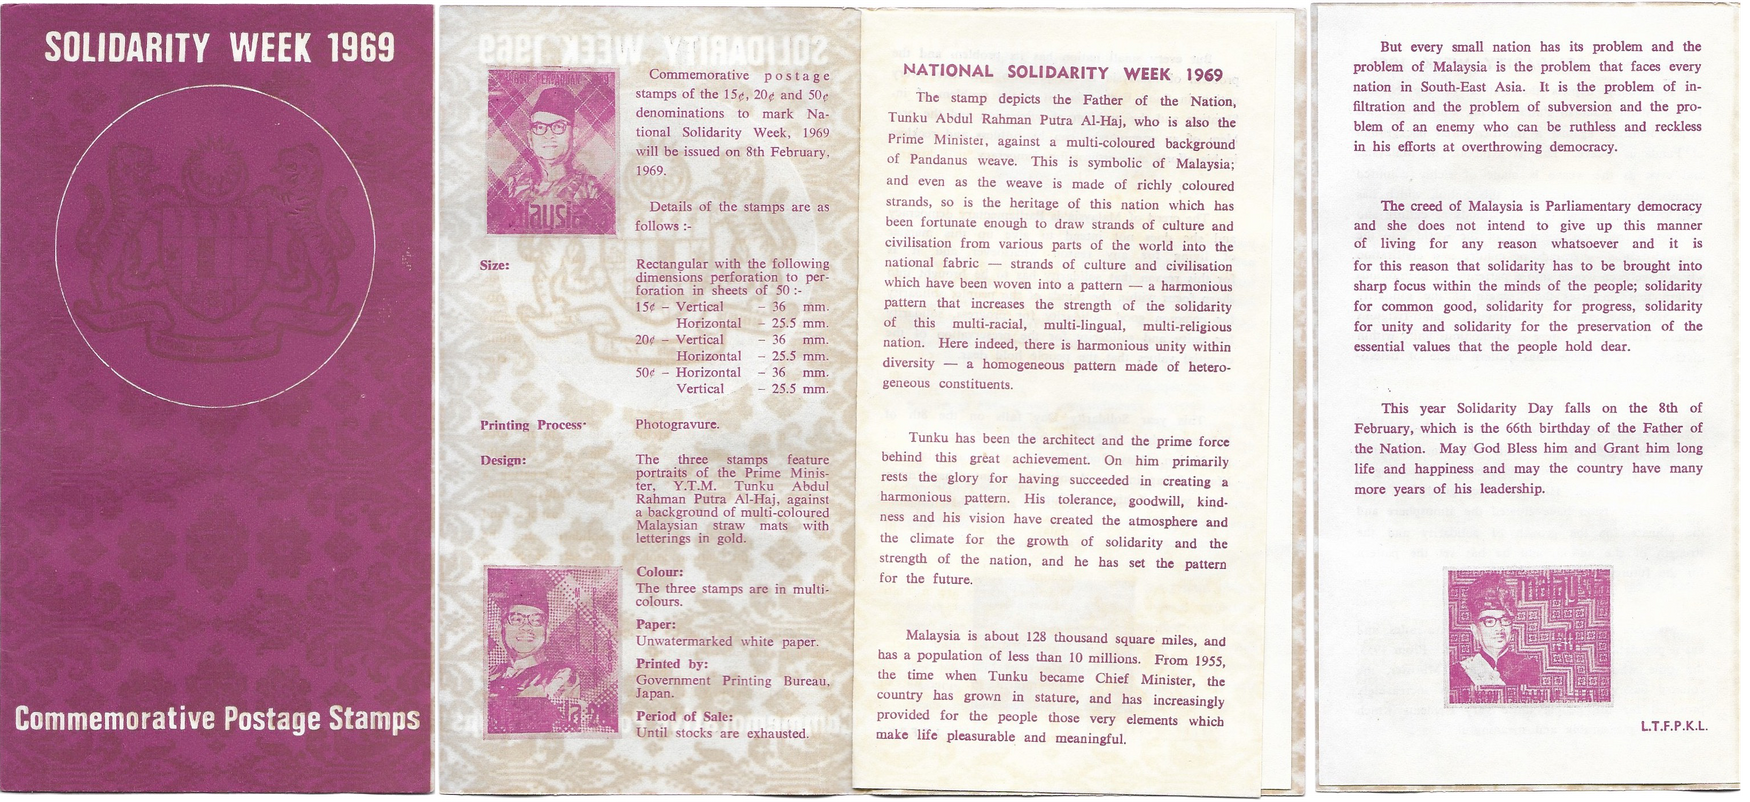 SOLIDARITY WEEK 1969
Commemorative Postage Stamps
Commemorative postage
stamps of the 15¢, 20¢ and 50¢
denominations to mark Na-
tional Solidarity Week, 1969
will be issued on 8th February,
1969.
Details of the stamps are as
follows :-
Size:
Rectangular with the following
dimensions perforation to per-
foration in sheets of 50 :-
15¢ – Vertical – 36 mm.
Horizontal – 25.5 mm.
20¢ – Vertical – 36 mm.
Horizontal – 25.5 mm.
50¢ – Horizontal – 36 mm.
Vertical – 25.5 mm.
Printing Process·
Photogravure.
Design:
The three stamps feature
portraits of the Prime Minis-
ter, Y.T.M. Tunku Abdul
Rahman Putra Al-Haj, against
a background of multi-coloured
Malaysian straw mats with
letterings in gold.
Colour:
The three stamps are in multi-
colours.
Paper:
Unwatermarked white paper.
Printed by:
Government Printing Bureau,
Japan.
Period of Sale:
Until stocks are exhausted.
NATIONAL SOLIDARITY WEEK 1969
The stamp depicts the Father of the Nation,
Tunku Abdul Rahman Putra Al-Haj, who is also the
Prime Minister, against a multi-coloured background
of Pandanus weave. This is symbolic of Malaysia;
and even as the weave is made of richly coloured
strands, so is the heritage of this nation which has
been fortunate enough to draw strands of culture and
civilisation from various parts of the world into the
national fabric — strands of culture and civilisation
which have been woven into a pattern — a harmonious
pattern that increases the strength of the solidarity
of this multi-racial, multi-lingual, multi-religious
nation. Here indeed, there is harmonious unity within
diversity — a homogeneous pattern made of hetero-
geneous constituents.
Tunku has been the architect and the prime force
behind this great achievement. On him primarily
rests the glory for having succeeded in creating a
harmonious pattern. His tolerance, goodwill, kind-
ness and his vision have created the atmosphere and
the climate for the growth of solidarity and the
strength of the nation, and he has set the pattern
for the future.
Malaysia is about 128 thousand square miles, and
has a population of less than 10 millions. From 1955,
the time when Tunku became Chief Minister, the
country has grown in stature, and has increasingly
provided for the people those very elements which
make life pleasurable and meaningful.
But every small nation has its problem and the
problem of Malaysia is the problem that faces every
nation in South-East Asia. It is the problem of in-
filtration and the problem of subversion and the pro-
blem of an enemy who can be ruthless and reckless
in his efforts at overthrowing democracy.
The creed of Malaysia is Parliamentary democracy
and she does not intend to give up this manner
of living for any reason whatsoever and it is
for this reason that solidarity has to be brought into
sharp focus within the minds of the people; solidarity
for common good, solidarity for progress, solidarity
for unity and solidarity for the preservation of the
essential values that the people hold dear.
This year Solidarity Day falls on the 8th of
February, which is the 66th birthday of the Father of
the Nation. May God Bless him and Grant him long
life and happiness and may the country have many
more years of his leadership.
L.T.F.P.K.L.